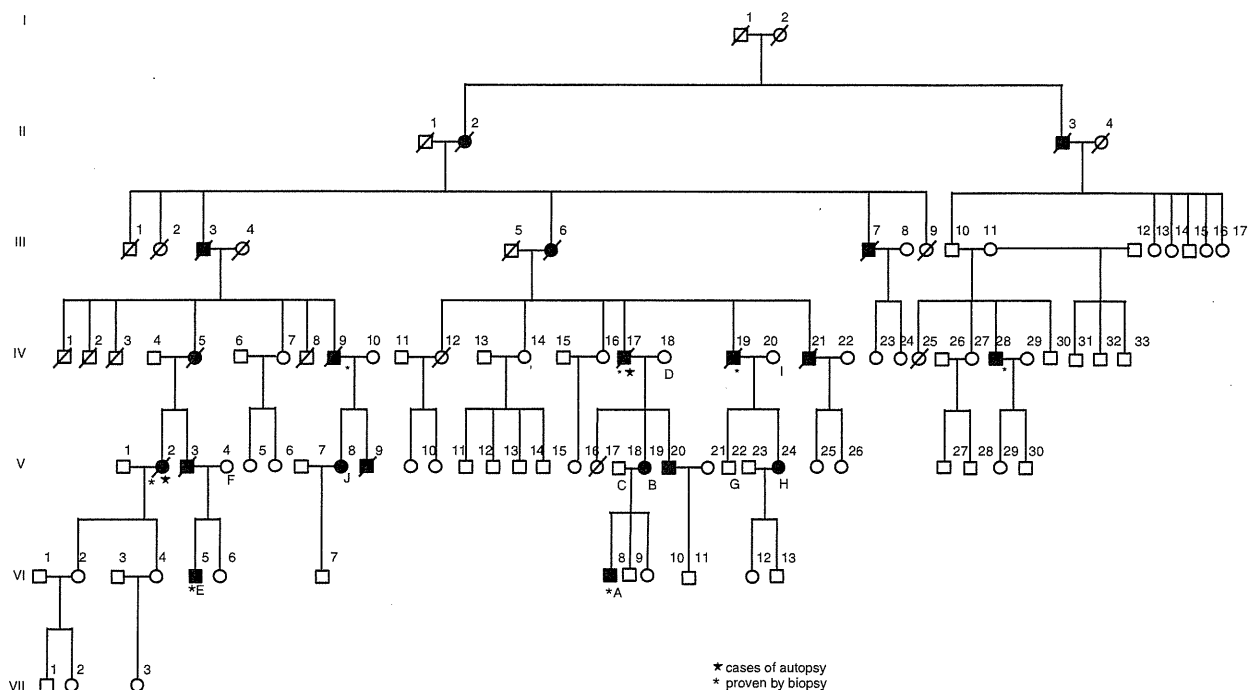 I 1 2
II 1 2 3 4
III 1 2 3 4 5 6 7 8 9 10 11 12 13 14 15 16 17
IV 1 2 3 4 5 6 7 8 9 10 11 12 13 14 15 16 17 18 19 20 21 22 23 24 25 26 27 28 29 30 31 32 33
* * ★ D * I *
V 1 2 3 4 5 6 7 8 9 10 11 12 13 14 15 16 17 18 19 20 21 22 23 24 25 26 27 28 29 30
* ★ F J C B G H
VI 1 2 3 4 5 6 7 8 9 10 11 12 13
*E *A
VII 1 2 3
★ cases of autopsy
* proven by biopsy